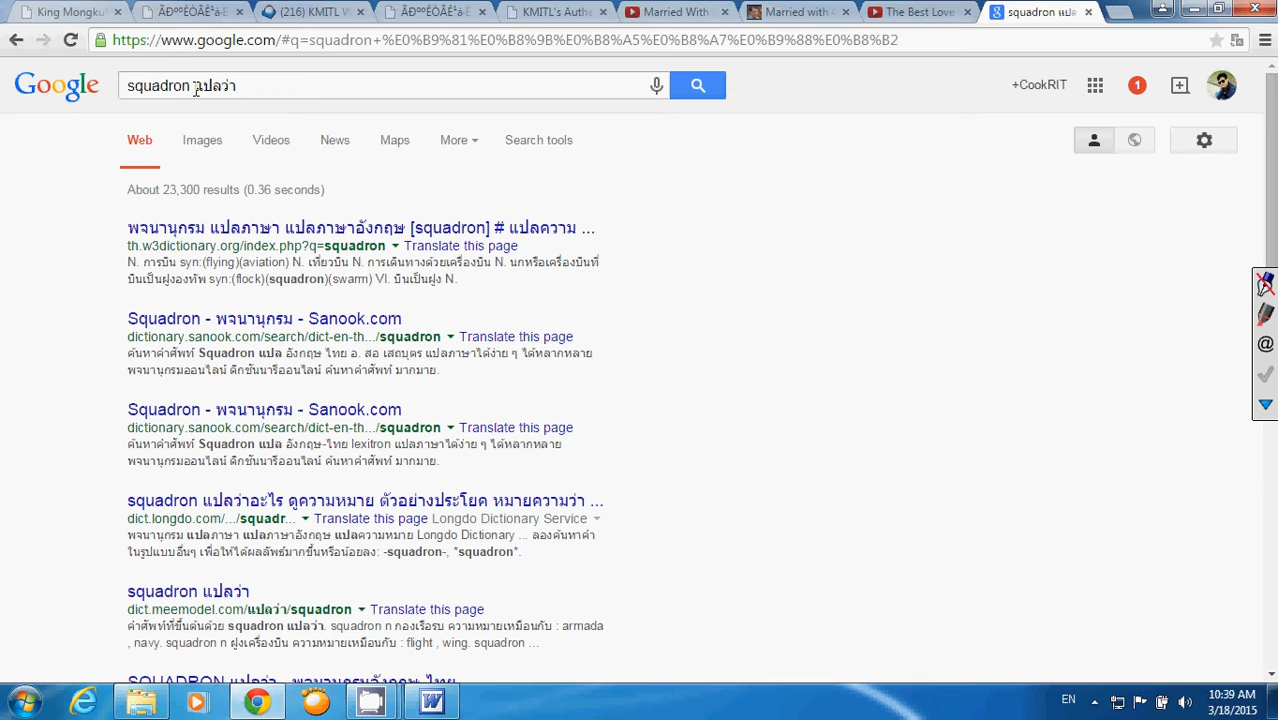 King Mongkut'
ÃÐººÊÒÃÊ¹à·È
(216) KMITL W
ÃÐººÊÒÃÊ¹à·È
KMITL's Authe
Married With
Married with
The Best Love
squadron แปล
https://www.google.com/#q=squadron+%E0%B9%81%E0%B8%9B%E0%B8%A5%E0%B8%A7%E0%B9%88%E0%B8%B2
Google
squadron แปลว่า
+CookRIT
1
Web Images Videos News Maps More Search tools
About 23,300 results (0.36 seconds)
พจนานุกรม แปลภาษา แปลภาษาอังกฤษ [squadron] # แปลความ ...
th.w3dictionary.org/index.php?q=squadron Translate this page
N. การบิน syn:(flying)(aviation) N. เที่ยวบิน N. การเดินทางด้วยเครื่องบิน N. นกหรือเครื่องบินที่
บินเป็นฝูงองทัพ syn:(flock)(squadron)(swarm) VI. บินเป็นฝูง N.
Squadron - พจนานุกรม - Sanook.com
dictionary.sanook.com/search/dict-en-th.../squadron Translate this page
ค้นหาคำศัพท์ Squadron แปล อังกฤษ ไทย อ. สอ เสถบุตร แปลภาษาได้ง่าย ๆ ได้หลากหลาย
พจนานุกรมออนไลน์ ดิกชันนารีออนไลน์ ค้นหาคำศัพท์ มากมาย.
Squadron - พจนานุกรม - Sanook.com
dictionary.sanook.com/search/dict-en-th.../squadron Translate this page
ค้นหาคำศัพท์ Squadron แปล อังกฤษ-ไทย lexitron แปลภาษาได้ง่าย ๆ ได้หลากหลาย
พจนานุกรมออนไลน์ ดิกชันนารีออนไลน์ ค้นหาคำศัพท์ มากมาย.
squadron แปลว่าอะไร ดูความหมาย ตัวอย่างประโยค หมายความว่า ...
dict.longdo.com/.../squadr... Translate this page Longdo Dictionary Service
พจนานุกรม แปลภาษา แปลภาษาอังกฤษ แปลความหมาย Longdo Dictionary ... ลองค้นหาคำ
ในรูปแบบอื่นๆ เพื่อให้ได้ผลลัพธ์มากขึ้นหรือน้อยลง: -squadron-, *squadron*.
squadron แปลว่า
dict.meemodel.com/แปลว่า/squadron Translate this page
คำศัพท์ที่ขึ้นต้นด้วย squadron แปลว่า. squadron n กองเรือรบ ความหมายเหมือนกับ : armada
, navy. squadron n ฝูงเครื่องบิน ความหมายเหมือนกับ : flight , wing. squadron ...
SQUADRON แปลว่า - พจนานุกรมอังกฤษ ไทย
EN
10:39 AM
3/18/2015